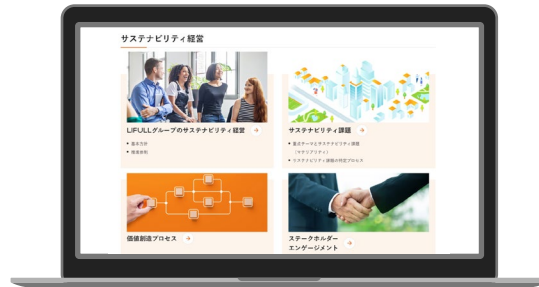 サステナビリティ経営
LIFULLグループのサステナビリティ経営
• 基本方針
• 推進体制
サステナビリティ課題
• 重点テーマとサステナビリティ課題
（マテリアリティ）
• サステナビリティ課題の特定プロセス
価値創造プロセス
ステークホルダー
エンゲージメント